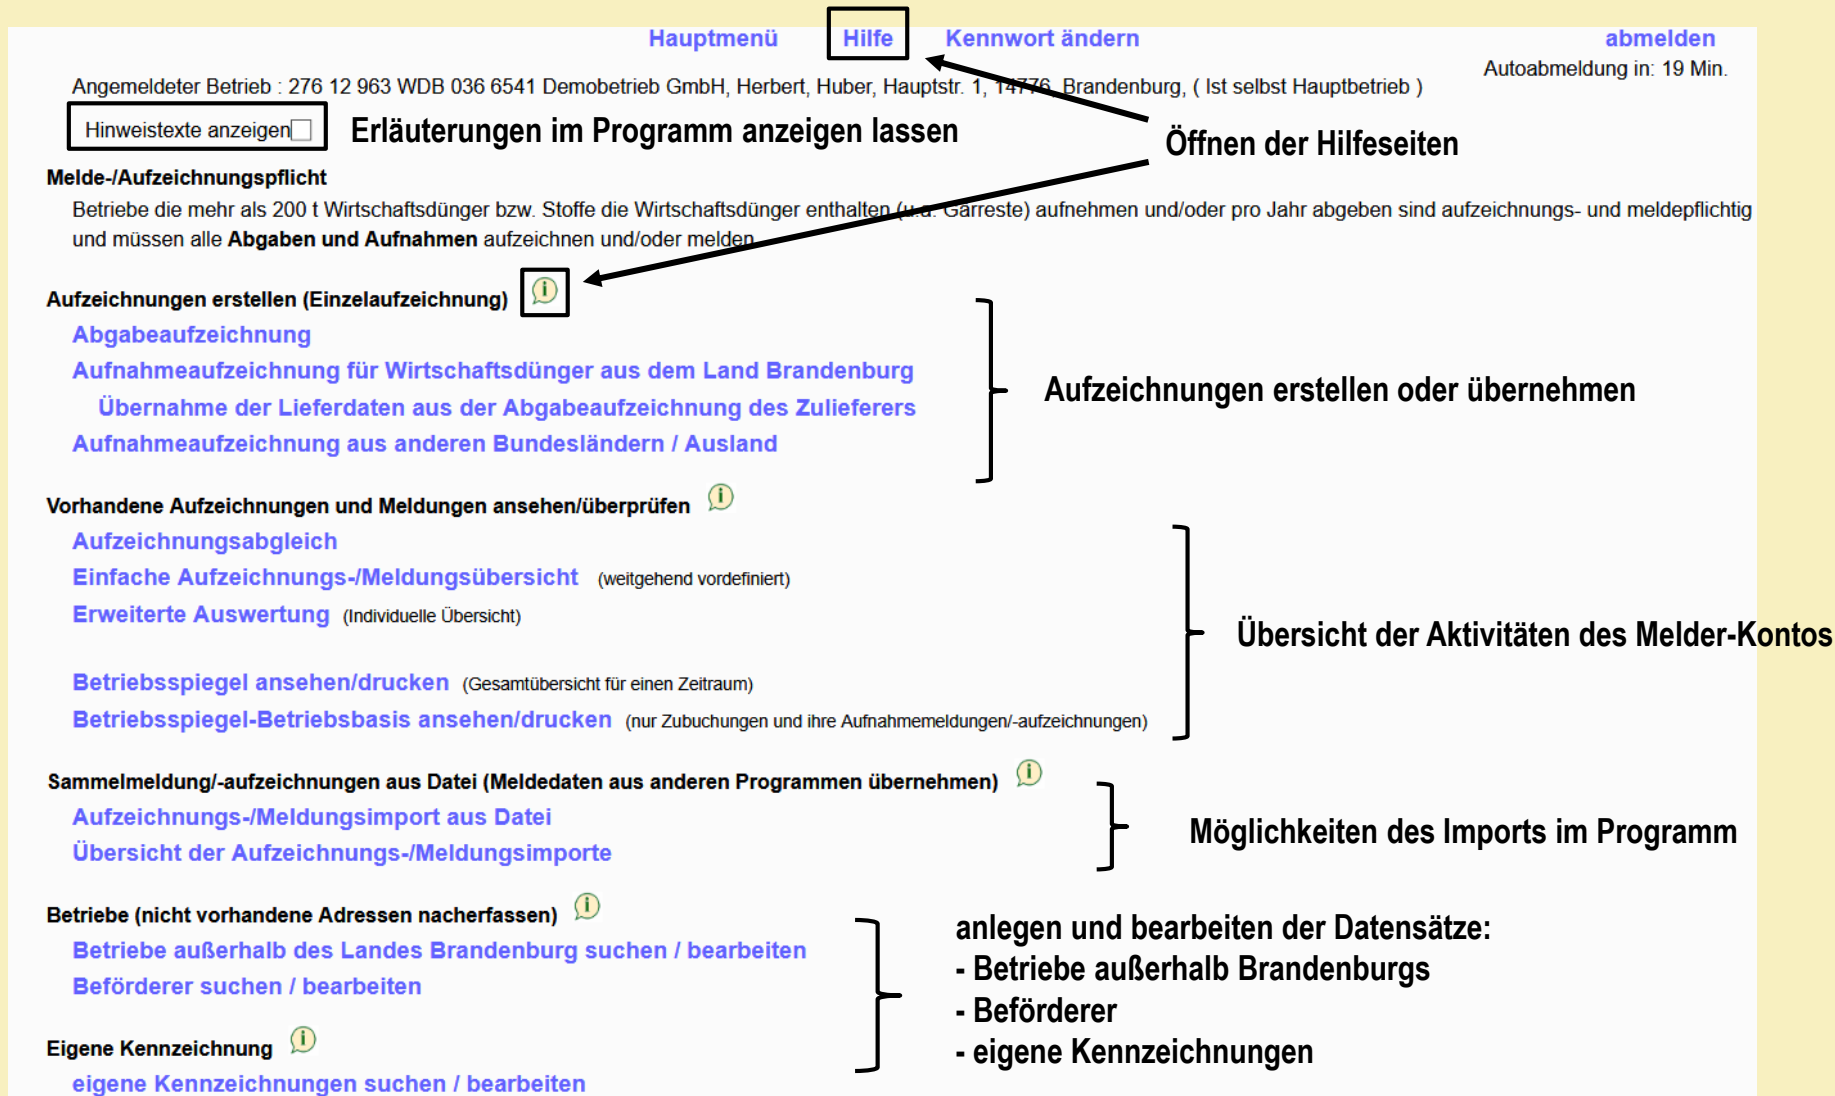 Hauptmenü Hilfe Kennwort ändern abmelden
Autoabmeldung in: 19 Min.
Angemeldeter Betrieb : 276 12 963 WDB 036 6541 Demobetrieb GmbH, Herbert, Huber, Hauptstr. 1, 14776, Brandenburg, ( Ist selbst Hauptbetrieb )
Hinweistexte anzeigen Erläuterungen im Programm anzeigen lassen
Öffnen der Hilfeseiten
Melde-/Aufzeichnungspflicht
Betriebe die mehr als 200 t Wirtschaftsdünger bzw. Stoffe die Wirtschaftsdünger enthalten (u.a. Gärreste) aufnehmen und/oder pro Jahr abgeben sind aufzeichnungs- und meldepflichtig
und müssen alle Abgaben und Aufnahmen aufzeichnen und/oder melden
Aufzeichnungen erstellen (Einzelaufzeichnung) i
Abgabeaufzeichnung
Aufnahmeaufzeichnung für Wirtschaftsdünger aus dem Land Brandenburg
Aufzeichnungen erstellen oder übernehmen
Übernahme der Lieferdaten aus der Abgabeaufzeichnung des Zulieferers
Aufnahmeaufzeichnung aus anderen Bundesländern / Ausland
Vorhandene Aufzeichnungen und Meldungen ansehen/überprüfen i
Aufzeichnungsabgleich
Einfache Aufzeichnungs-/Meldungsübersicht (weitgehend vordefiniert)
Erweiterte Auswertung (Individuelle Übersicht)
Übersicht der Aktivitäten des Melder-Kontos
Betriebsspiegel ansehen/drucken (Gesamtübersicht für einen Zeitraum)
Betriebsspiegel-Betriebsbasis ansehen/drucken (nur Zubuchungen und ihre Aufnahmemeldungen/-aufzeichnungen)
Sammelmeldung/-aufzeichnungen aus Datei (Meldedaten aus anderen Programmen übernehmen) i
Aufzeichnungs-/Meldungsimport aus Datei
Möglichkeiten des Imports im Programm
Übersicht der Aufzeichnungs-/Meldungsimporte
Betriebe (nicht vorhandene Adressen nacherfassen) i
Betriebe außerhalb des Landes Brandenburg suchen / bearbeiten
Beförderer suchen / bearbeiten
anlegen und bearbeiten der Datensätze:
- Betriebe außerhalb Brandenburgs
- Beförderer
- eigene Kennzeichnungen
Eigene Kennzeichnung i
eigene Kennzeichnungen suchen / bearbeiten